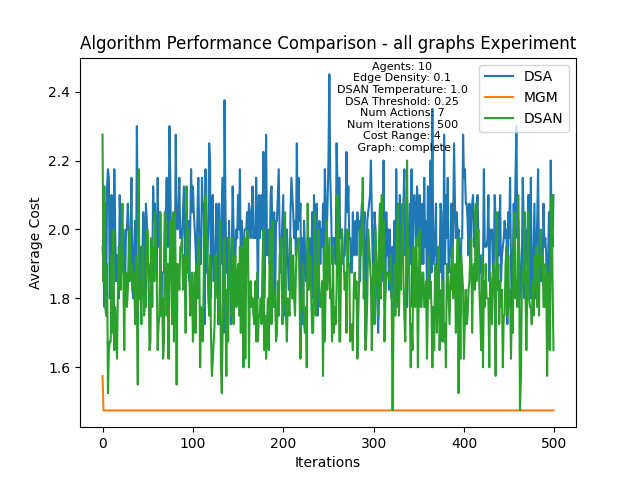 Algorithm Performance Comparison - all graphs Experiment
Agents: 10
Edge Density: 0.1
DSAN Temperature: 1.0
DSA Threshold: 0.25
Num Actions: 7
Num Iterations: 500
Cost Range: 4
Graph: complete
DSA
MGM
DSAN
Average Cost
2.4
2.2
2.0
1.8
1.6
0
100
200
300
400
500
Iterations